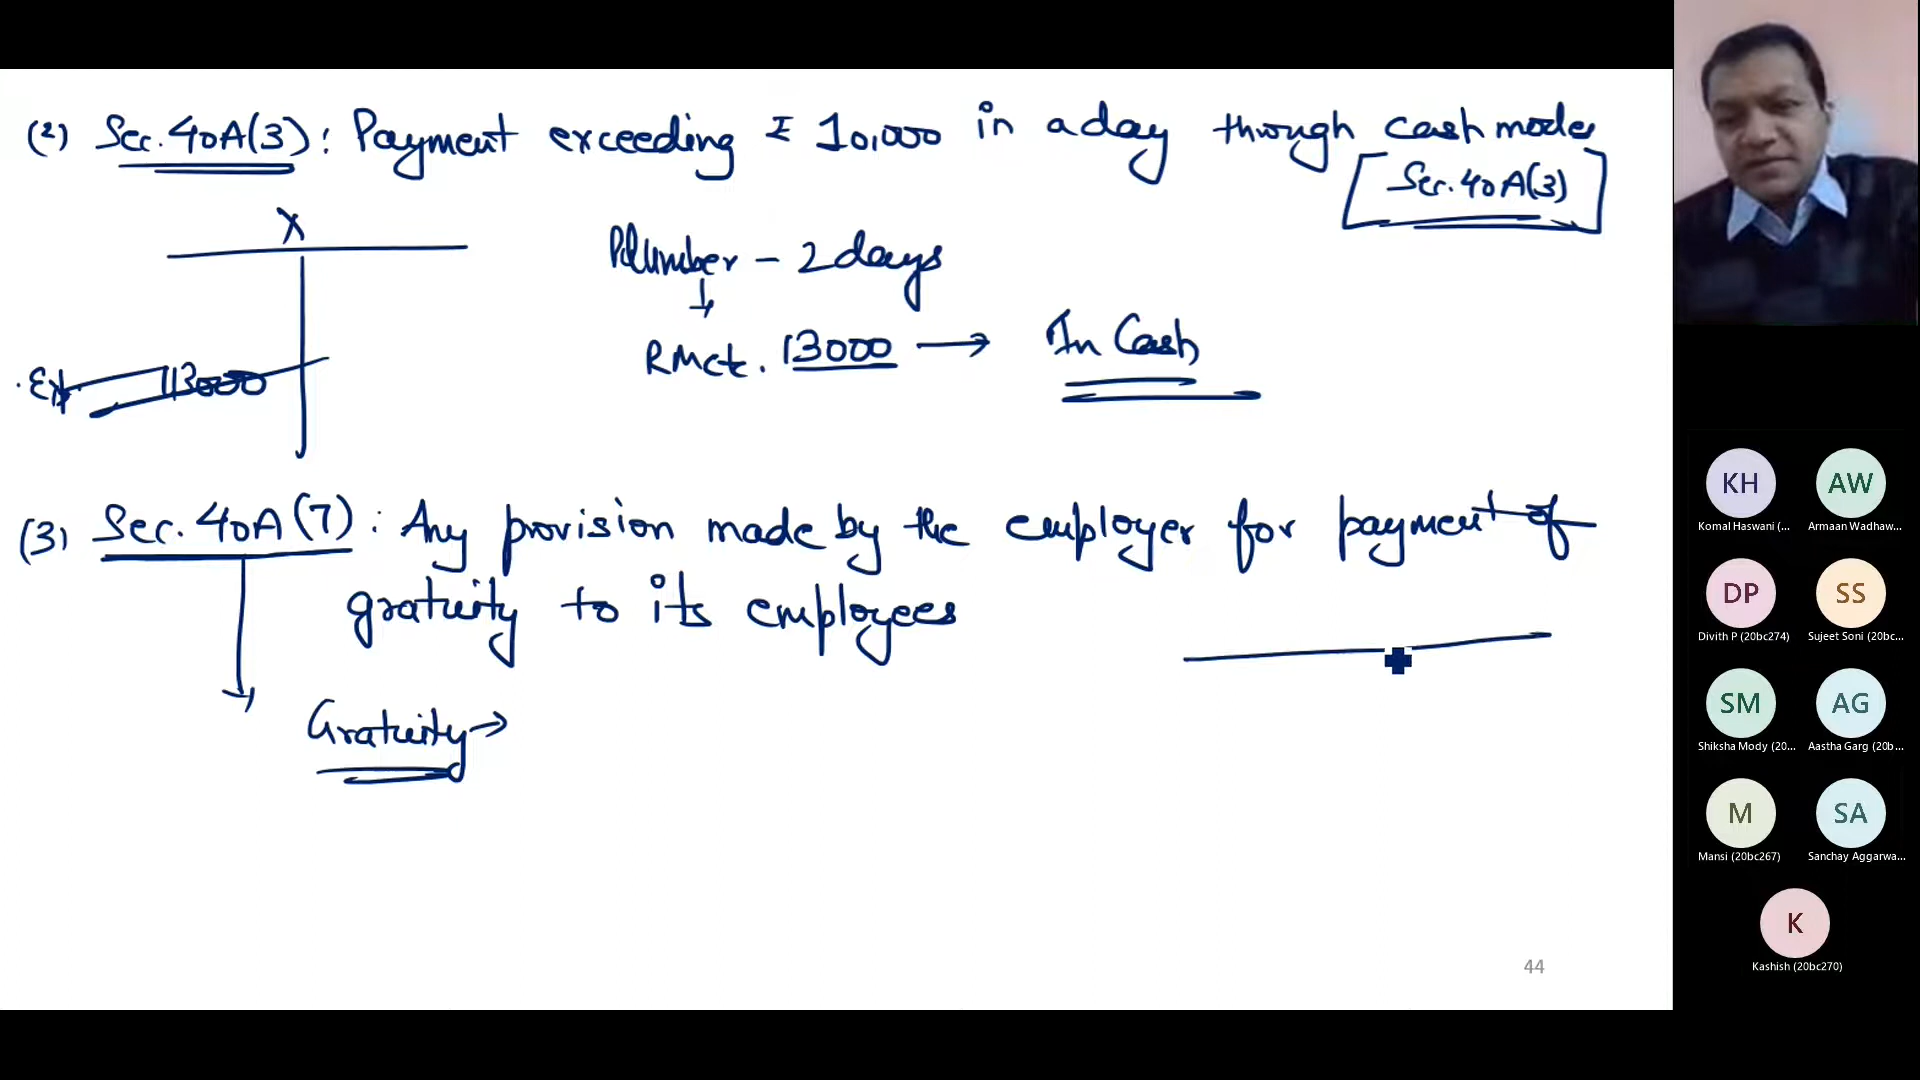 (2) Sec. 40A(3): Payment exceeding ₹ 10,000 in a day though cash mode
[Sec. 40A(3)]
X
Plumber - 2 days
RMct. 13000 → In Cash
Exp. 13000
(3) Sec. 40A(7): Any provision made by the employer for payment of
gratuity to its employees
Gratuity →
44
KH
AW
Komal Haswani (...
Armaan Wadhaw...
DP
SS
Divith P (20bc274)
Sujeet Soni (20bc...
SM
AG
Shiksha Mody (20...
Aastha Garg (20b...
M
SA
Mansi (20bc267)
Sanchay Aggarwa...
K
Kashish (20bc270)